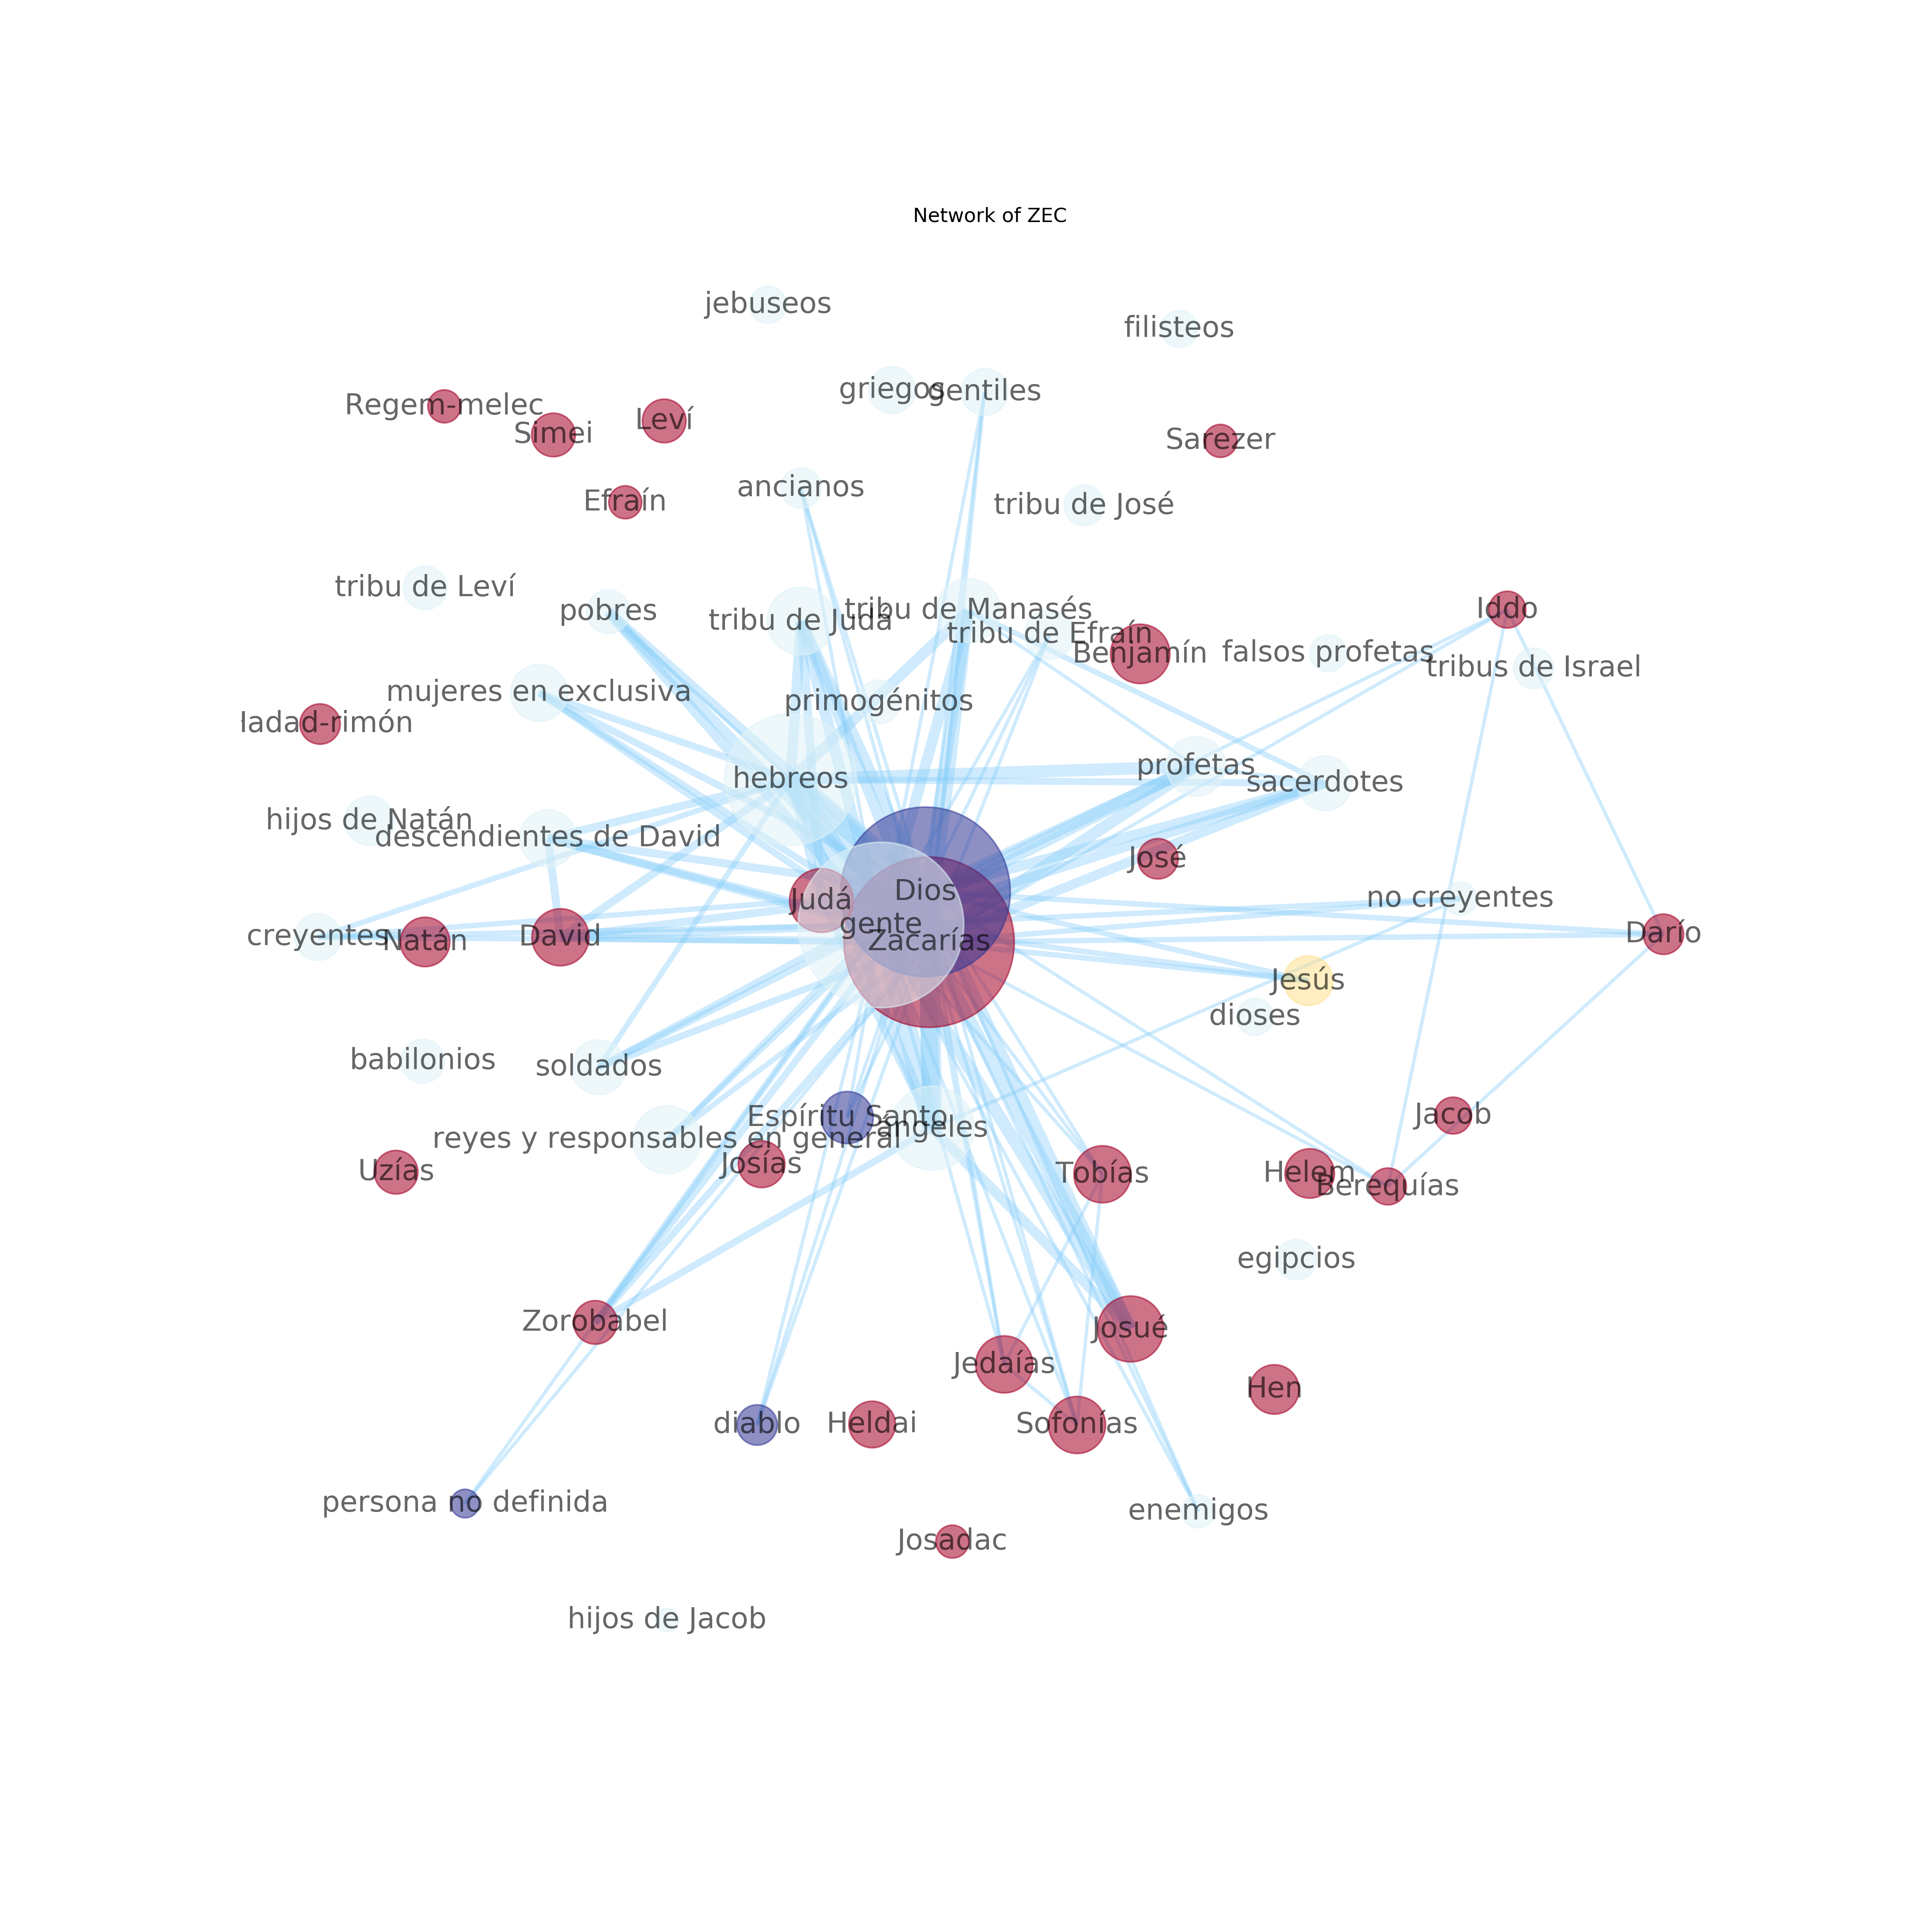 Network of ZEC
jebuseos
filisteos
griegos
gentiles
Regem-melec
Simei
Leví
Sarezer
Efraín
ancianos
tribu de José
tribu de Leví
pobres
tribu de Judá
tribu de Manasés
tribu de Efraín
Benjamín
falsos profetas
Iddo
tribus de Israel
mujeres en exclusiva
primogénitos
Hadad-rimón
hebreos
profetas
sacerdotes
hijos de Natán
descendientes de David
José
Judá
Dios
no creyentes
gente
Zacarías
creyentes
Natán
David
Darío
Jesús
dioses
babilonios
soldados
Espíritu Santo
ángeles
reyes y responsables en general
Jacob
Uzías
Josías
Tobías
Helem
Berequías
egipcios
Zorobabel
Josué
Jedaías
Hen
diablo
Heldai
Sofonías
persona no definida
enemigos
Josadac
hijos de Jacob